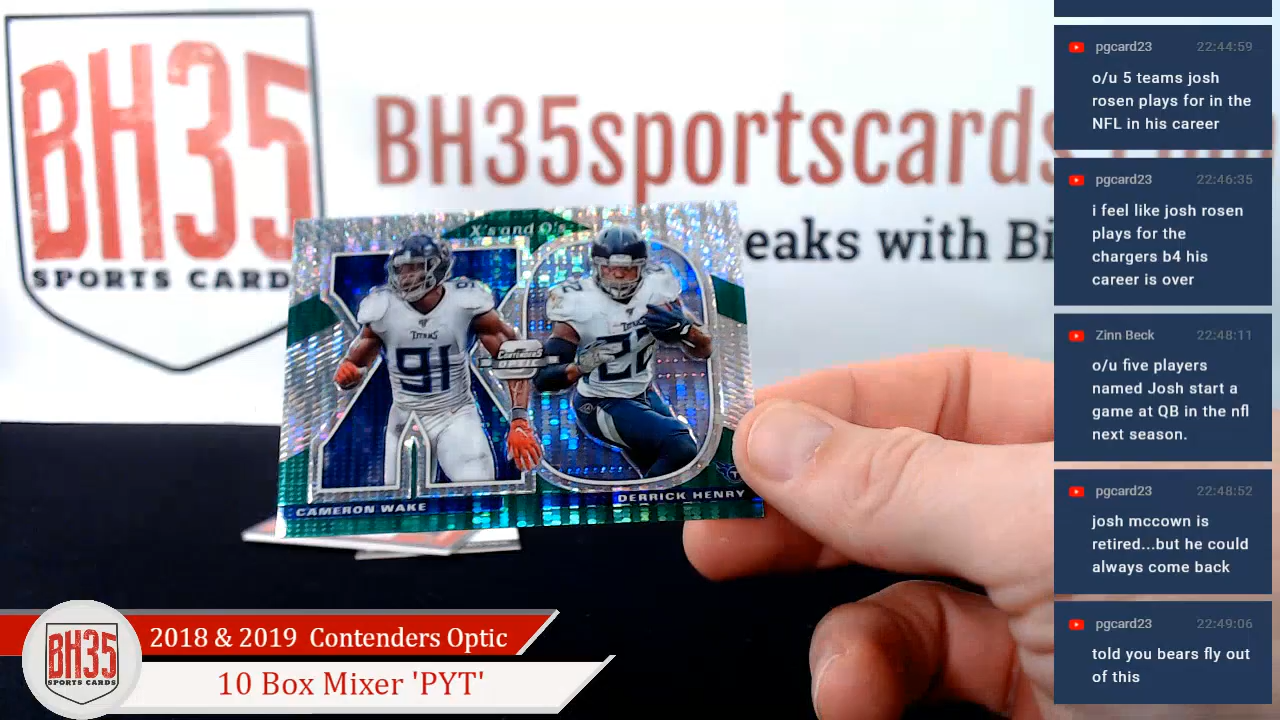 BH35
SPORTS CARDS
BH35sportscards
eaks with Bi
X's and O's
91
TITANS
91
CONTENDERS
OPTIC
22
TITANS
22
CAMERON WAKE
DERRICK HENRY
BH35
SPORTS CARDS
2018 & 2019 Contenders Optic
10 Box Mixer 'PYT'
pgcard23 22:44:59
o/u 5 teams josh
rosen plays for in the
NFL in his career
pgcard23 22:46:35
i feel like josh rosen
plays for the
chargers b4 his
career is over
Zinn Beck 22:48:11
o/u five players
named Josh start a
game at QB in the nfl
next season.
pgcard23 22:48:52
josh mccown is
retired...but he could
always come back
pgcard23 22:49:06
told you bears fly out
of this